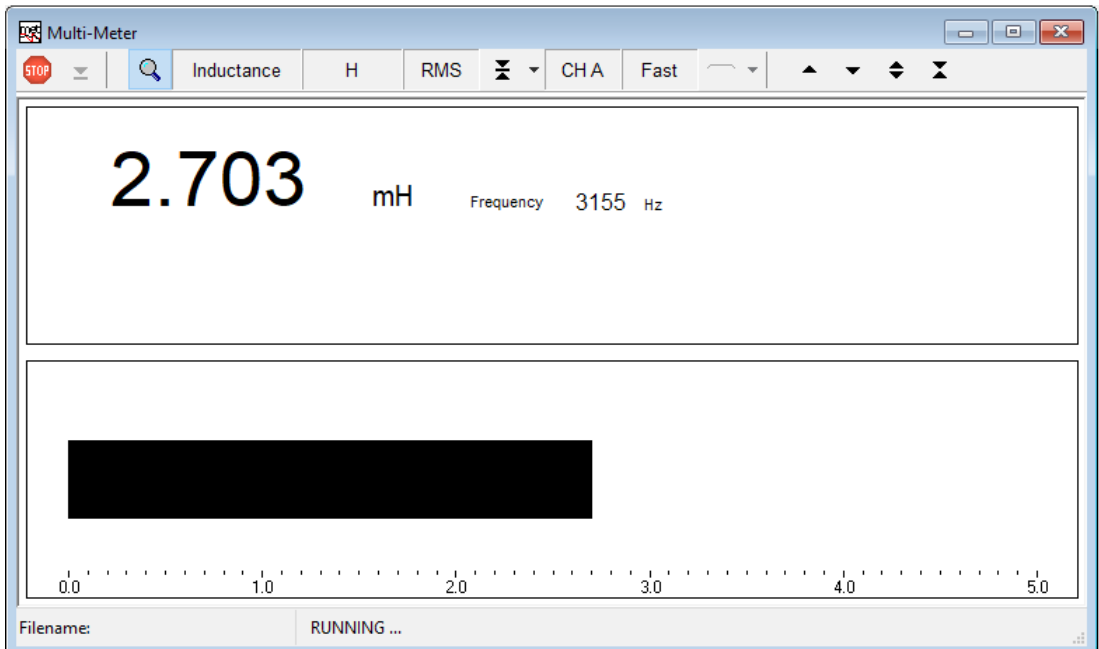 Multi-Meter
STOP Inductance H RMS CH A Fast
2.703 mH Frequency 3155 Hz
0.0 1.0 2.0 3.0 4.0 5.0
Filename: RUNNING ...